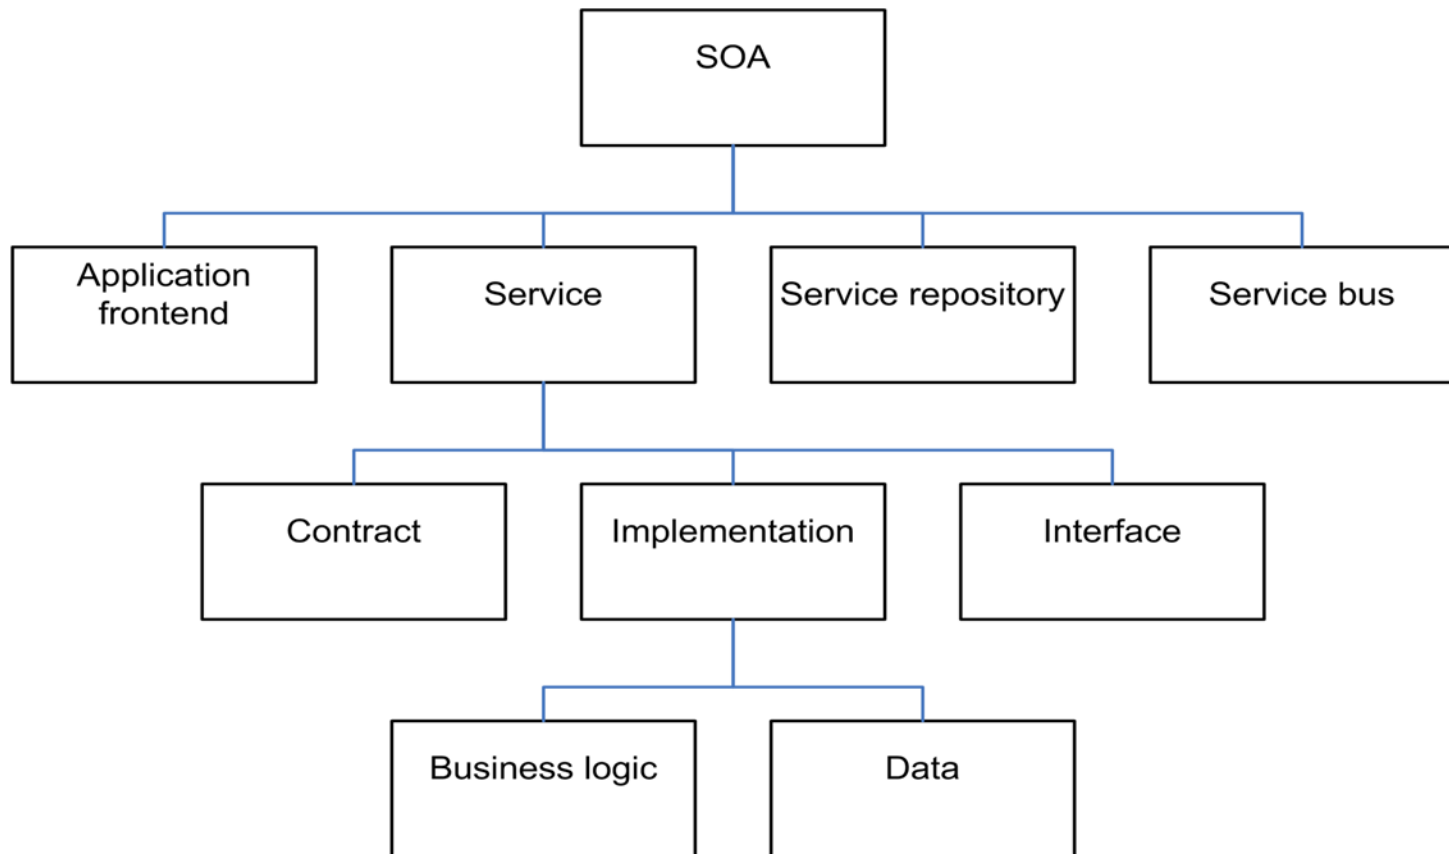 SOA
Application
frontend
Service
Service repository
Service bus
Contract
Implementation
Interface
Business logic
Data